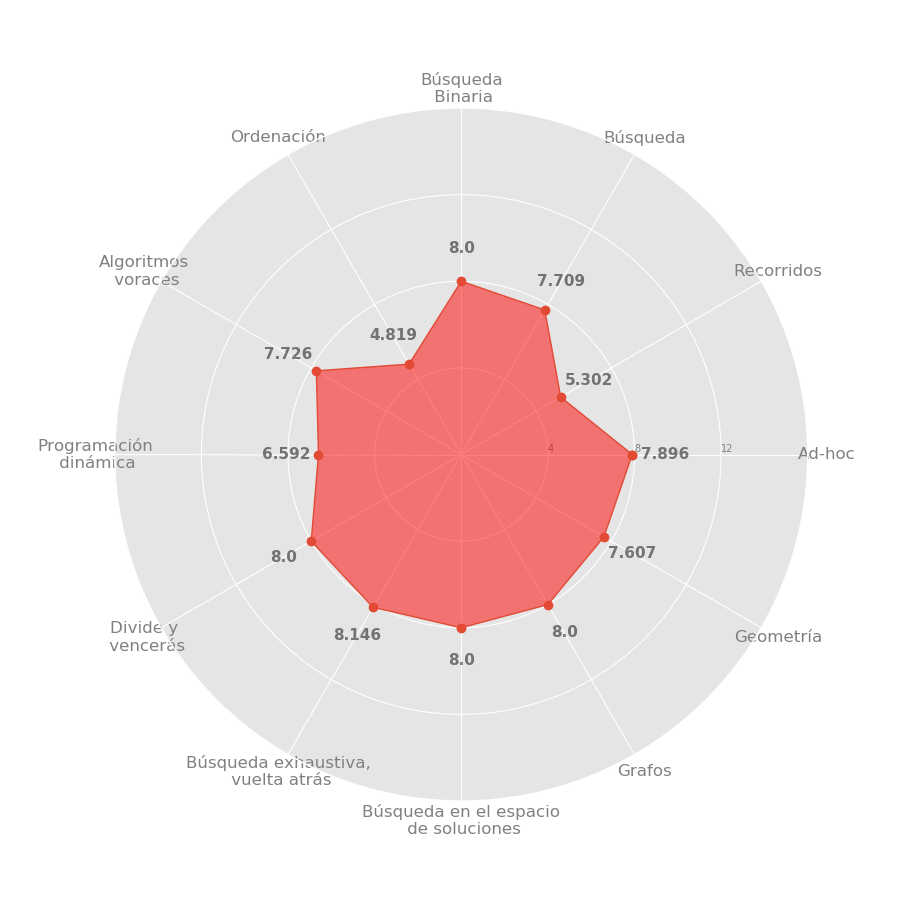 Búsqueda
Binaria
Ordenación
Búsqueda
8.0
Algoritmos
voraces
Recorridos
7.709
4.819
7.726
5.302
Programación
dinámica
6.592
4
8
7.896
12
Ad-hoc
8.0
7.607
Divide y
vencerás
8.146
8.0
8.0
Geometría
Búsqueda exhaustiva,
vuelta atrás
Grafos
Búsqueda en el espacio
de soluciones